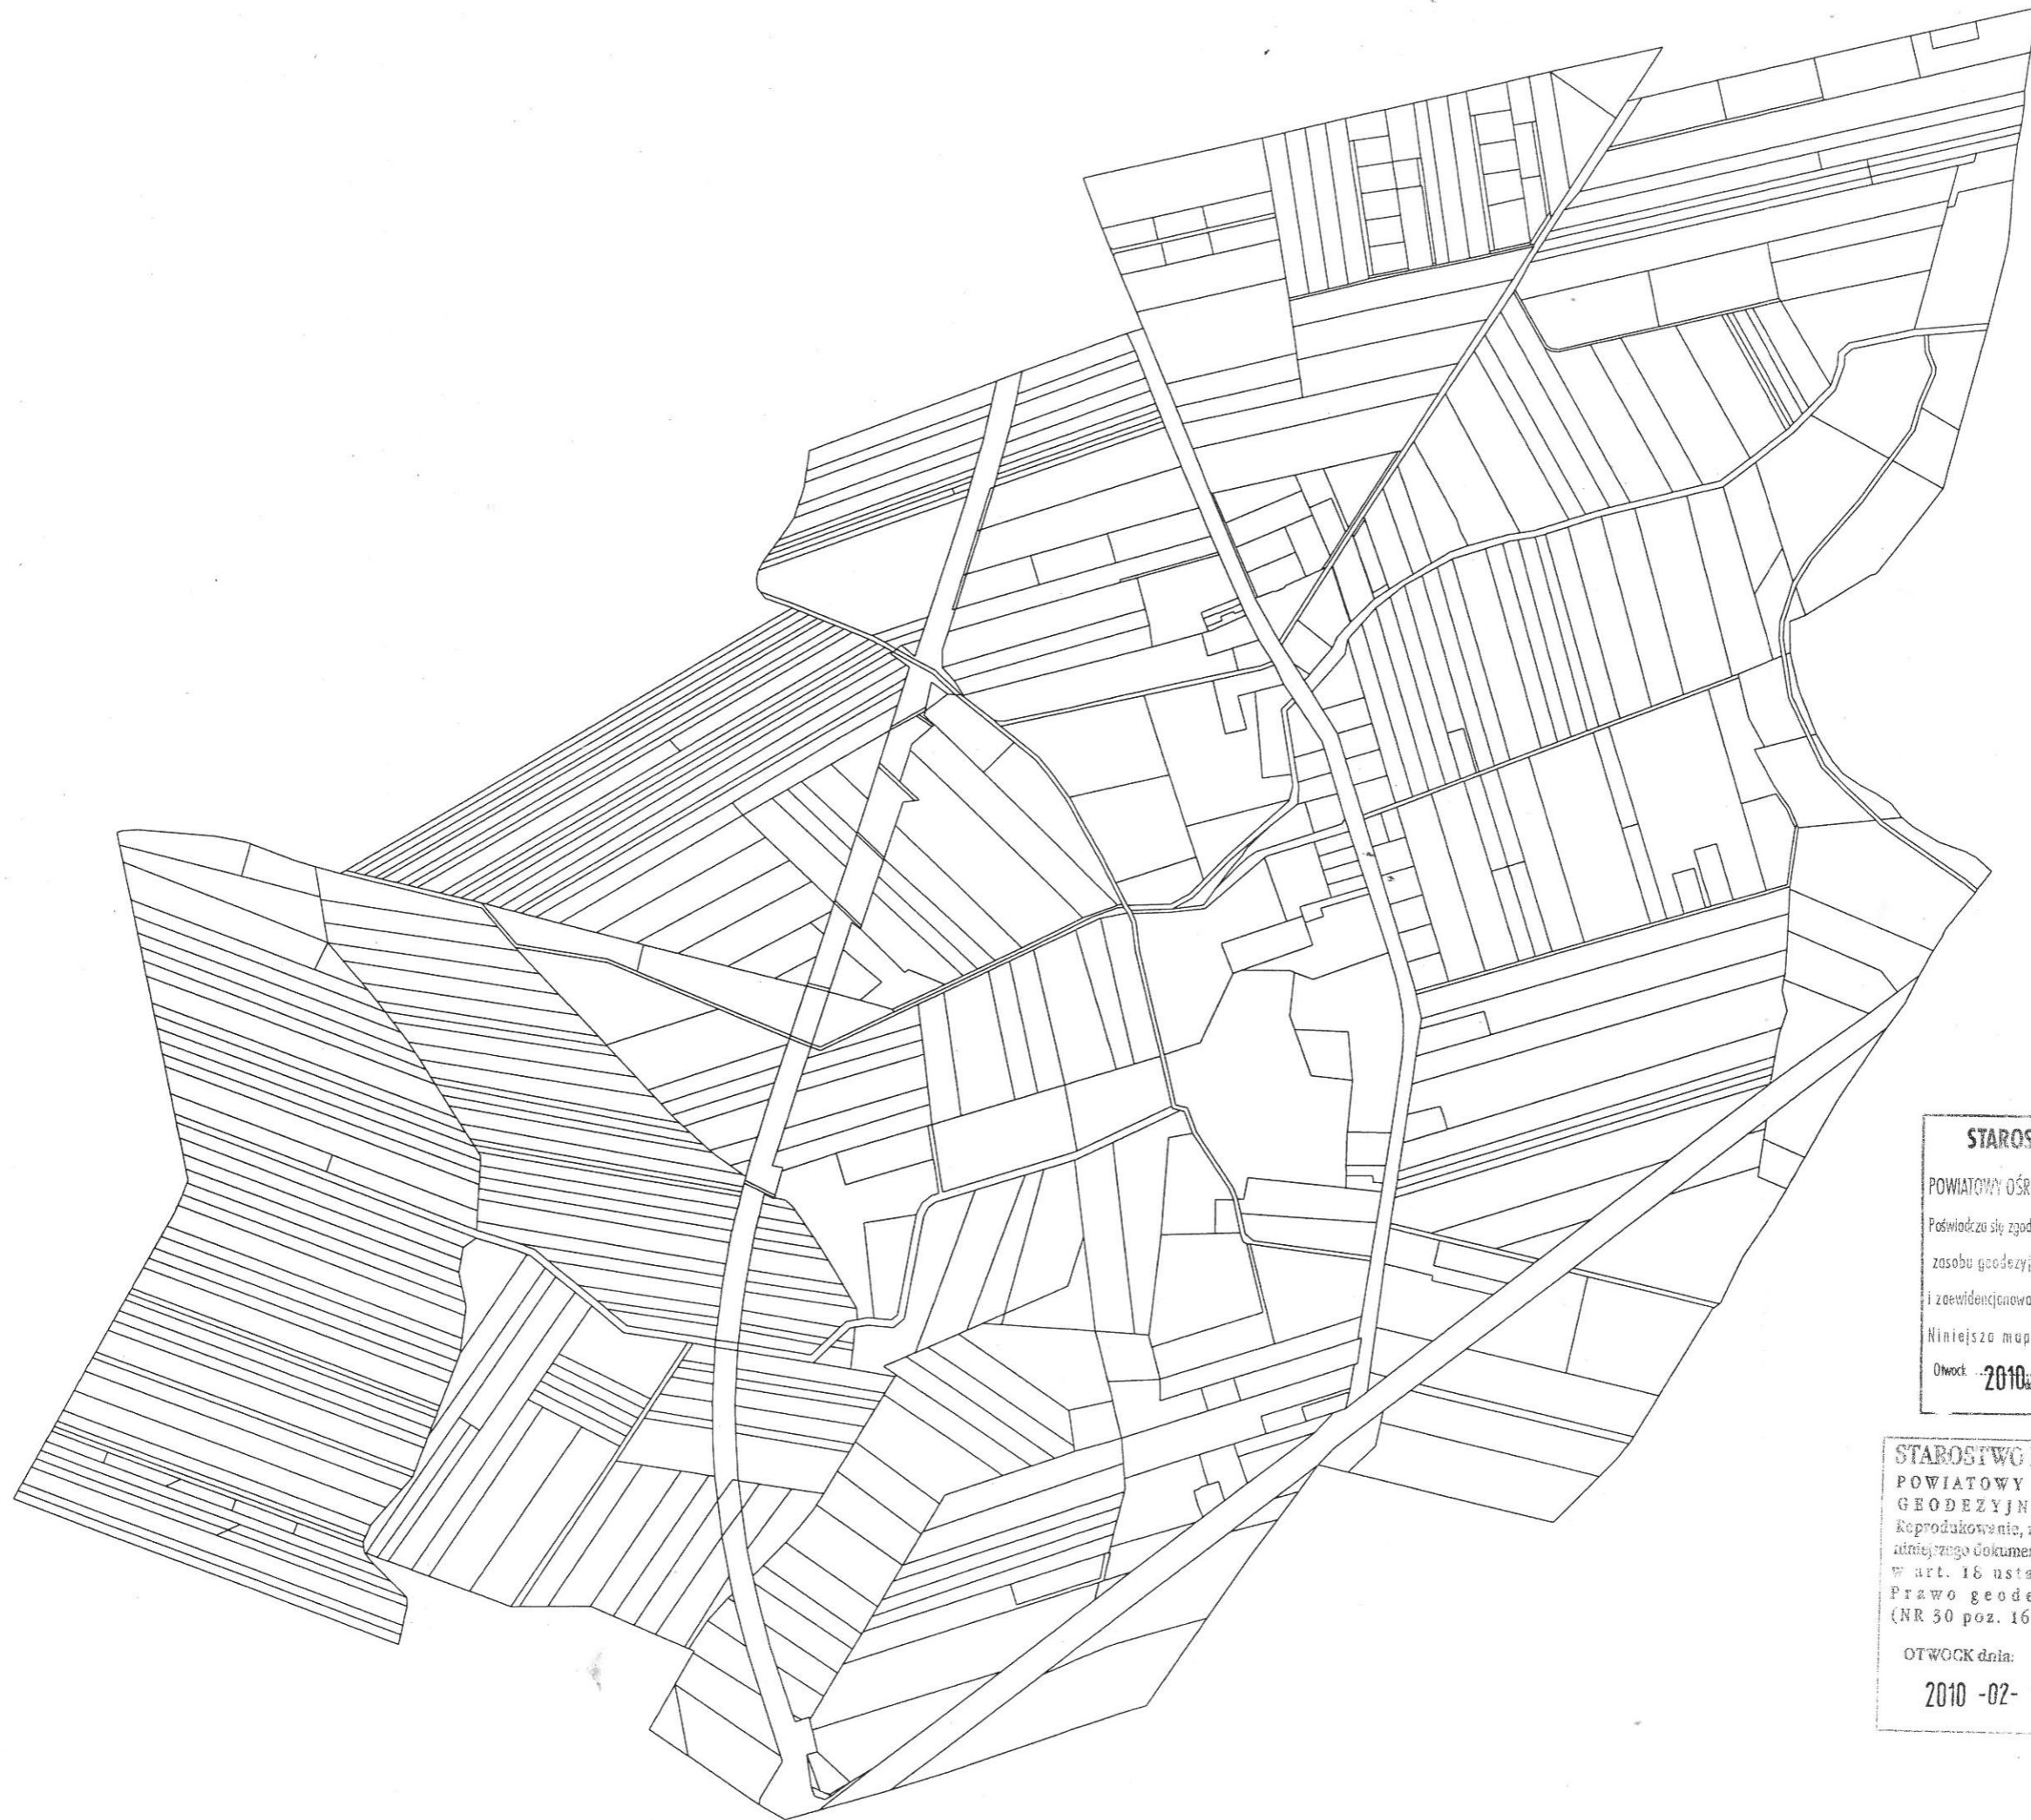 STAROS
POWIATOWY OŚR
Poświadcza się zgod
zasobu geodezyj
i zaewidencjonowa
Niniejsza map
Otwock 2010
STAROSTWO
POWIATOWY
GEODEZYJN
Reprodukowanie,
niniejszego dokumen
w art. 18 usta
Prawo geode
(NR 30 poz. 16
OTWOCK dnia:
2010 -02-